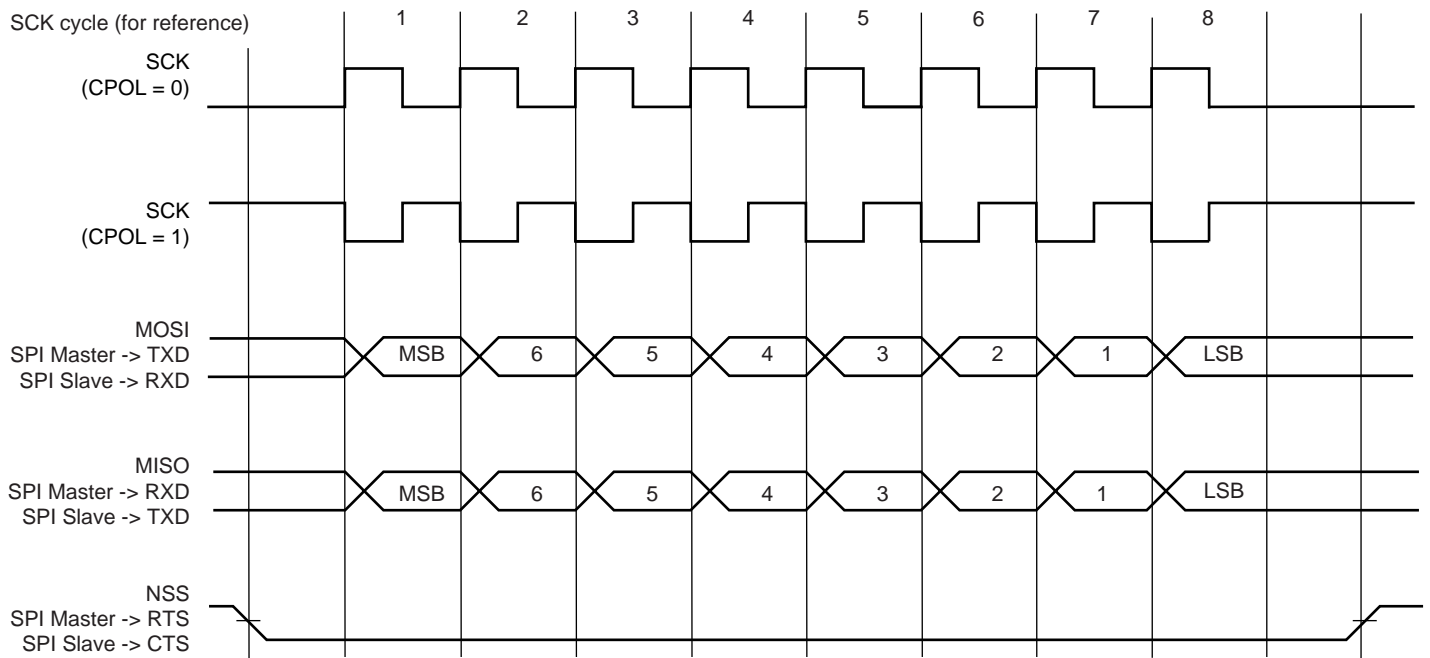 SCK cycle (for reference)
1 2 3 4 5 6 7 8
SCK
(CPOL = 0)
SCK
(CPOL = 1)
MOSI
SPI Master -> TXD
SPI Slave -> RXD
MSB 6 5 4 3 2 1 LSB
MISO
SPI Master -> RXD
SPI Slave -> TXD
MSB 6 5 4 3 2 1 LSB
NSS
SPI Master -> RTS
SPI Slave -> CTS